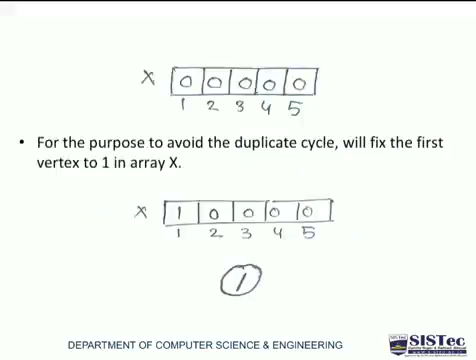 X 0 0 0 0 0
1 2 3 4 5
• For the purpose to avoid the duplicate cycle, will fix the first
vertex to 1 in array X.
X 1 0 0 0 0
1 2 3 4 5
1
DEPARTMENT OF COMPUTER SCIENCE & ENGINEERING
SISTec